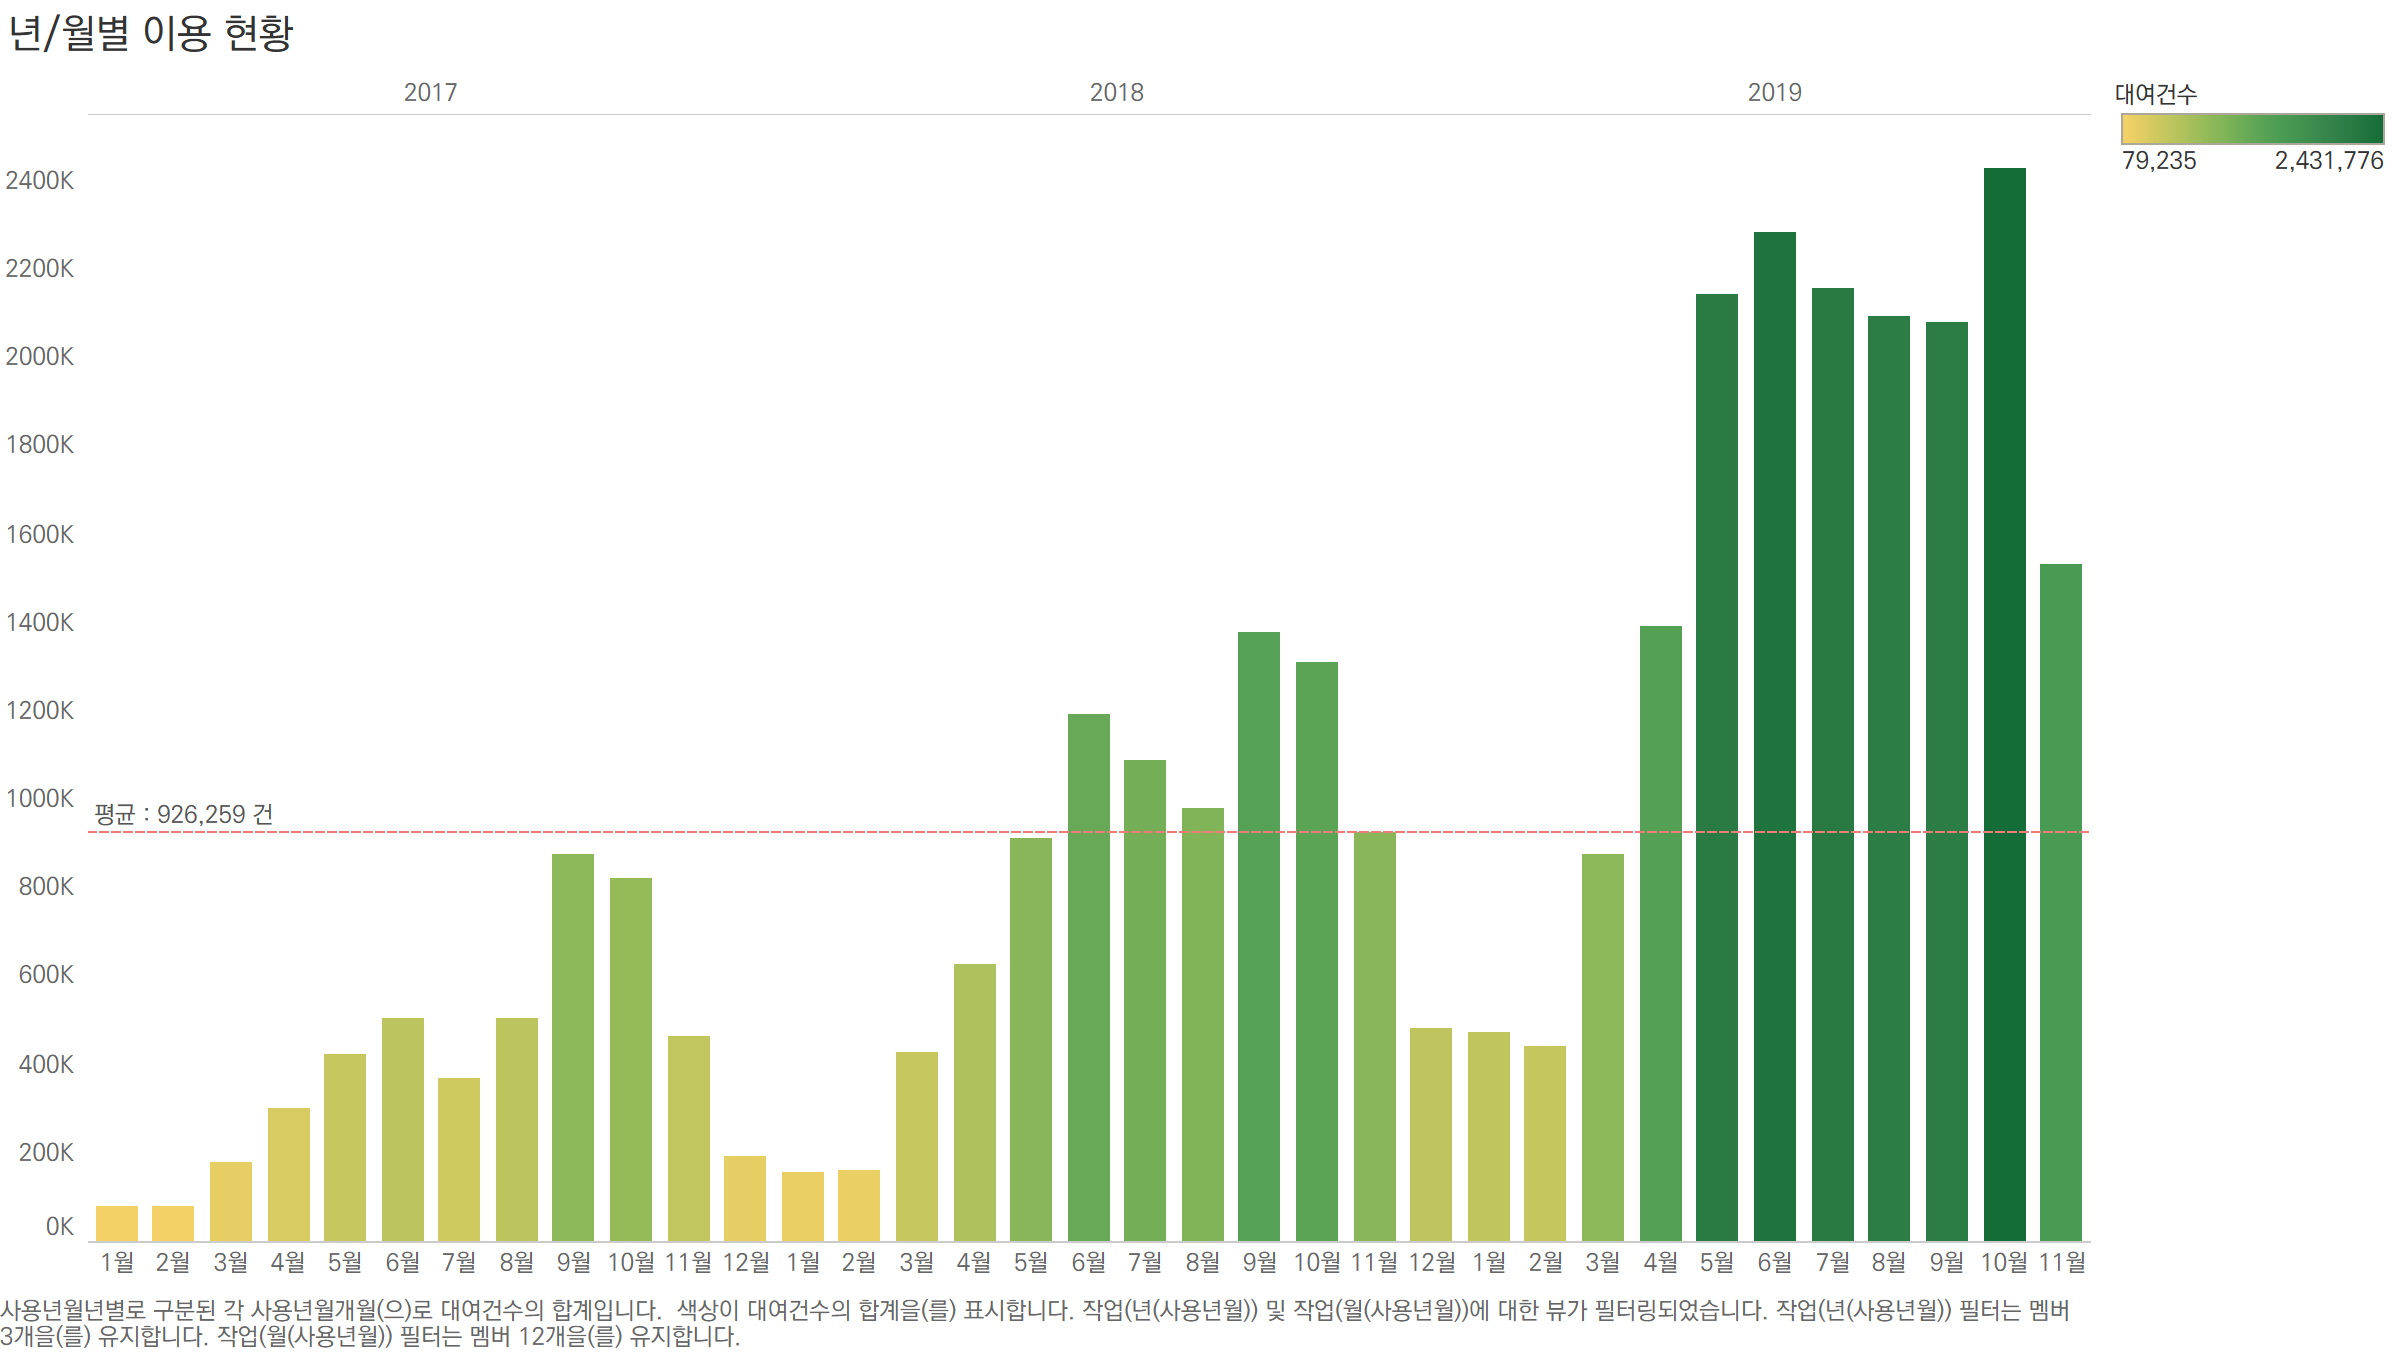 년/월별 이용 현황
2017 2018 2019
대여건수
79,235 2,431,776
2400K
2200K
2000K
1800K
1600K
1400K
1200K
1000K
평균 : 926,259 건
800K
600K
400K
200K
0K
1월 2월 3월 4월 5월 6월 7월 8월 9월 10월 11월 12월 1월 2월 3월 4월 5월 6월 7월 8월 9월 10월 11월 12월 1월 2월 3월 4월 5월 6월 7월 8월 9월 10월 11월
사용년월년별로 구분된 각 사용년월개월(으)로 대여건수의 합계입니다.  색상이 대여건수의 합계을(를) 표시합니다. 작업(년(사용년월)) 및 작업(월(사용년월))에 대한 뷰가 필터링되었습니다. 작업(년(사용년월)) 필터는 멤버
3개을(를) 유지합니다. 작업(월(사용년월)) 필터는 멤버 12개을(를) 유지합니다.